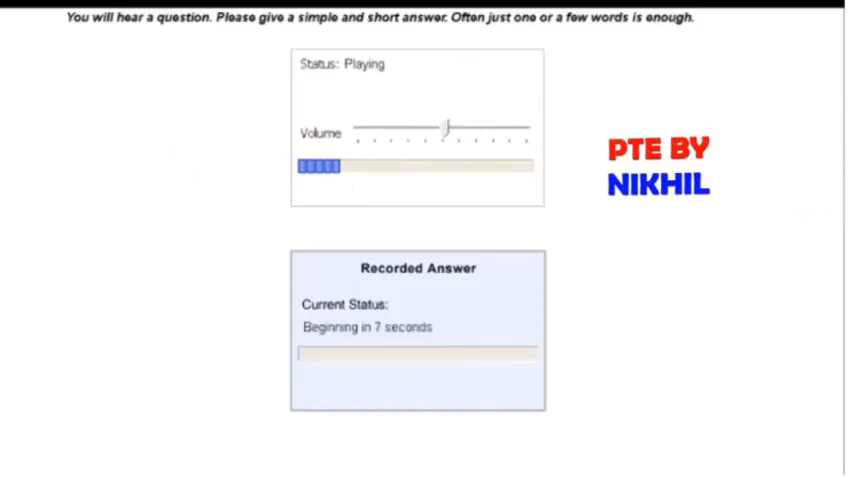 You will hear a question. Please give a simple and short answer. Often just one or a few words is enough.
Status: Playing
Volume
PTE BY
NIKHIL
Recorded Answer
Current Status:
Beginning in 7 seconds